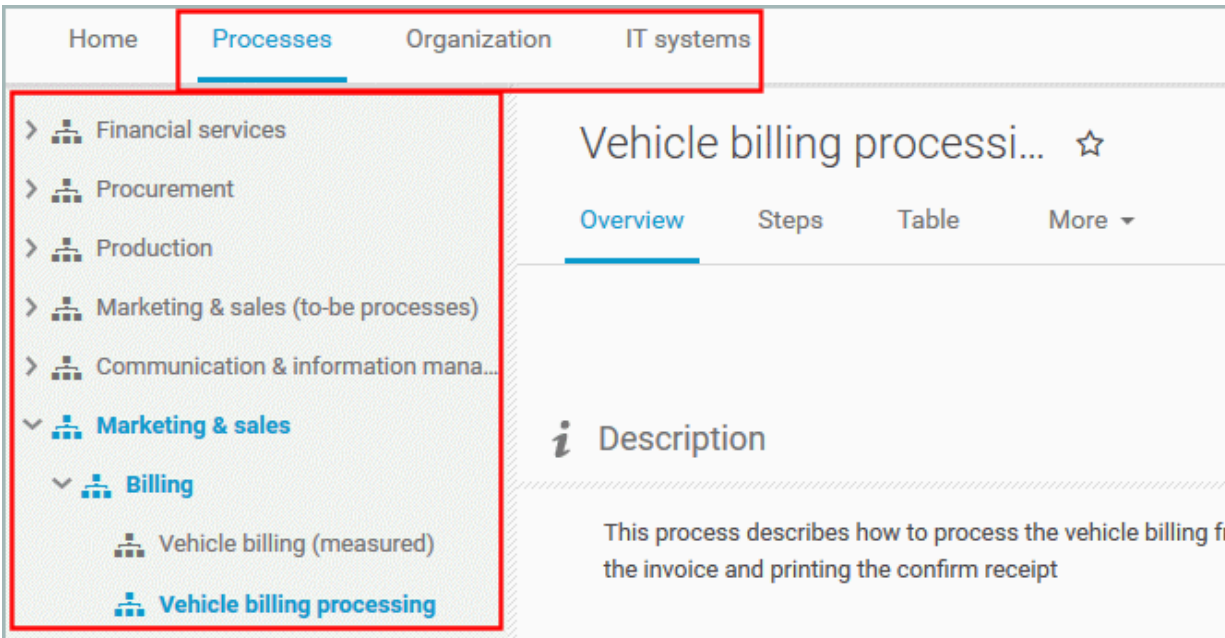 Home Processes Organization IT systems
Financial services
Procurement
Production
Marketing & sales (to-be processes)
Communication & information mana...
Marketing & sales
Billing
Vehicle billing (measured)
Vehicle billing processing
Vehicle billing processi...
Overview Steps Table More
Description
This process describes how to process the vehicle billing
the invoice and printing the confirm receipt